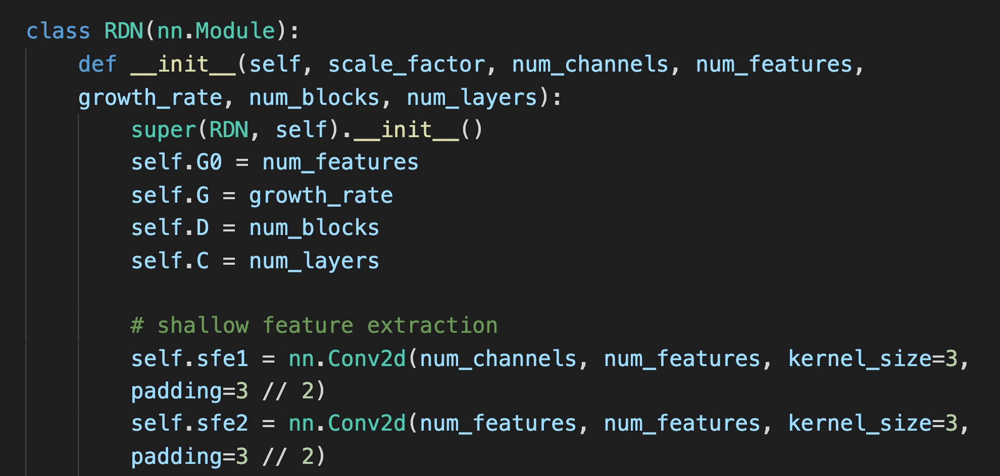 class RDN(nn.Module):
    def __init__(self, scale_factor, num_channels, num_features,
    growth_rate, num_blocks, num_layers):
        super(RDN, self).__init__()
        self.G0 = num_features
        self.G = growth_rate
        self.D = num_blocks
        self.C = num_layers

        # shallow feature extraction
        self.sfe1 = nn.Conv2d(num_channels, num_features, kernel_size=3,
        padding=3 // 2)
        self.sfe2 = nn.Conv2d(num_features, num_features, kernel_size=3,
        padding=3 // 2)